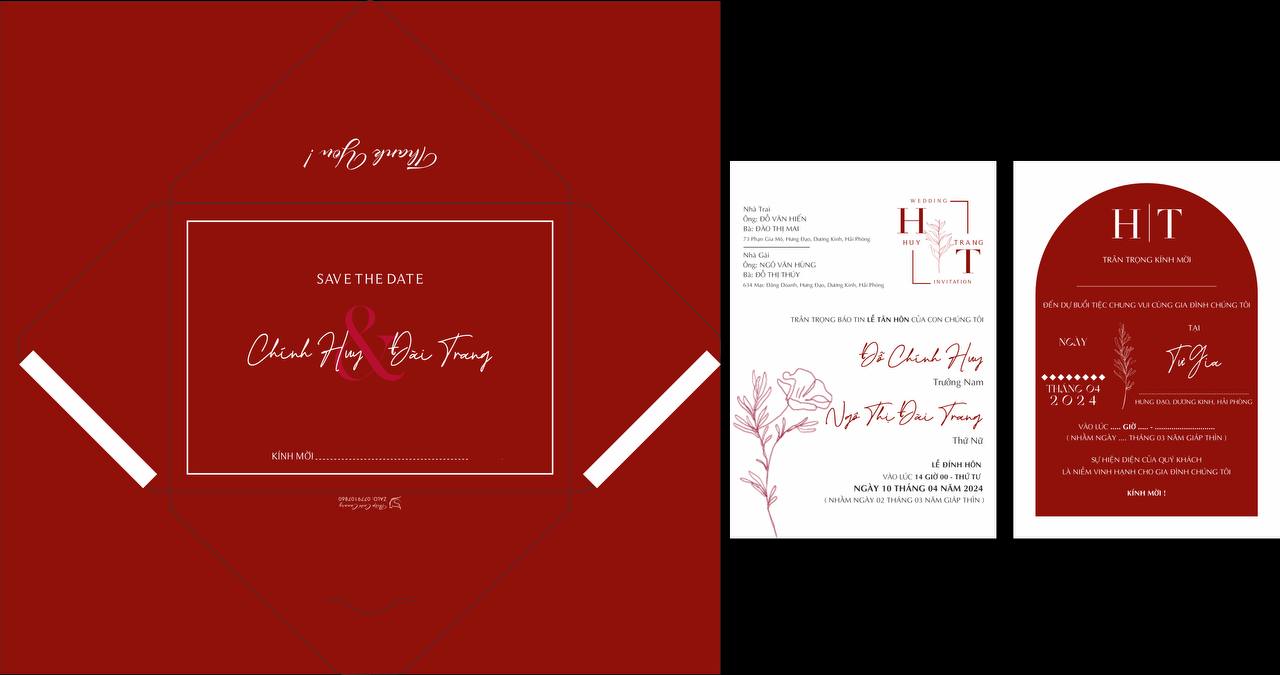 Thank You !
SAVE THE DATE
&
Chính Huy Đài Trang
KÍNH MỜI
Thiệp Cưới Cương
ZALO: 0779107860
Nhà Trai
Ông: ĐỖ VĂN HIẾN
Bà: ĐÀO THỊ MAI
73 Phạn Gia Mô, Hưng Đạo, Dương Kinh, Hải Phòng
Nhà Gái
Ông: NGÔ VĂN HÙNG
Bà: ĐỖ THỊ THÚY
634 Mạc Đăng Doanh, Hưng Đạo, Dương Kinh, Hải Phòng
WEDDING
H
HUY TRANG
T
INVITATION
TRÂN TRỌNG BÁO TIN LỄ TÂN HÔN CỦA CON CHÚNG TÔI
Đỗ Chính Huy
Trưởng Nam
Ngô Thị Đài Trang
Thứ Nữ
LỄ ĐÍNH HÔN
VÀO LÚC 14 GIỜ 00 - THỨ TƯ
NGÀY 10 THÁNG 04 NĂM 2024
( NHẰM NGÀY 02 THÁNG 03 NĂM GIÁP THÌN )
H|T
TRÂN TRỌNG KÍNH MỜI
ĐẾN DỰ BUỔI TIỆC CHUNG VUI CÙNG GIA ĐÌNH CHÚNG TÔI
NGÀY
THÁNG 04
2024
TẠI
Tư Gia
HƯNG ĐẠO, DƯƠNG KINH, HẢI PHÒNG
VÀO LÚC ..... GIỜ ..... - ............................
( NHẰM NGÀY .... THÁNG 03 NĂM GIÁP THÌN )
SỰ HIỆN DIỆN CỦA QUÝ KHÁCH
LÀ NIỀM VINH HẠNH CHO GIA ĐÌNH CHÚNG TÔI
KÍNH MỜI !